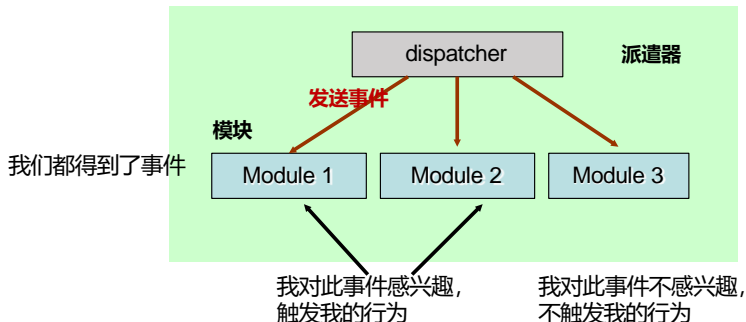 dispatcher
派遣器
发送事件
模块
我们都得到了事件
Module 1
Module 2
Module 3
我对此事件感兴趣，
触发我的行为
我对此事件不感兴趣，
不触发我的行为